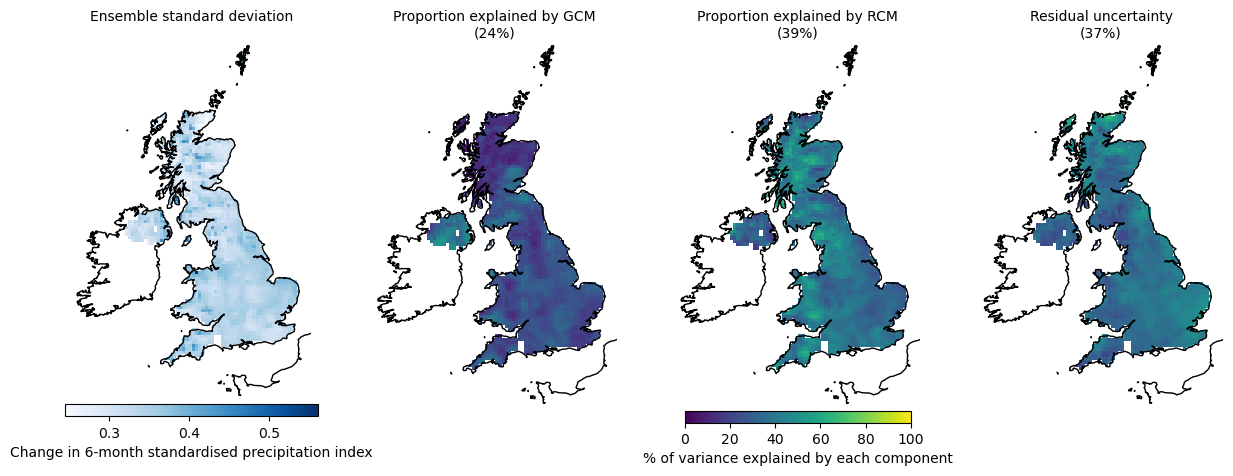 Ensemble standard deviation
Proportion explained by GCM
(24%)
Proportion explained by RCM
(39%)
Residual uncertainty
(37%)
0.3 0.4 0.5
Change in 6-month standardised precipitation index
0 20 40 60 80 100
% of variance explained by each component